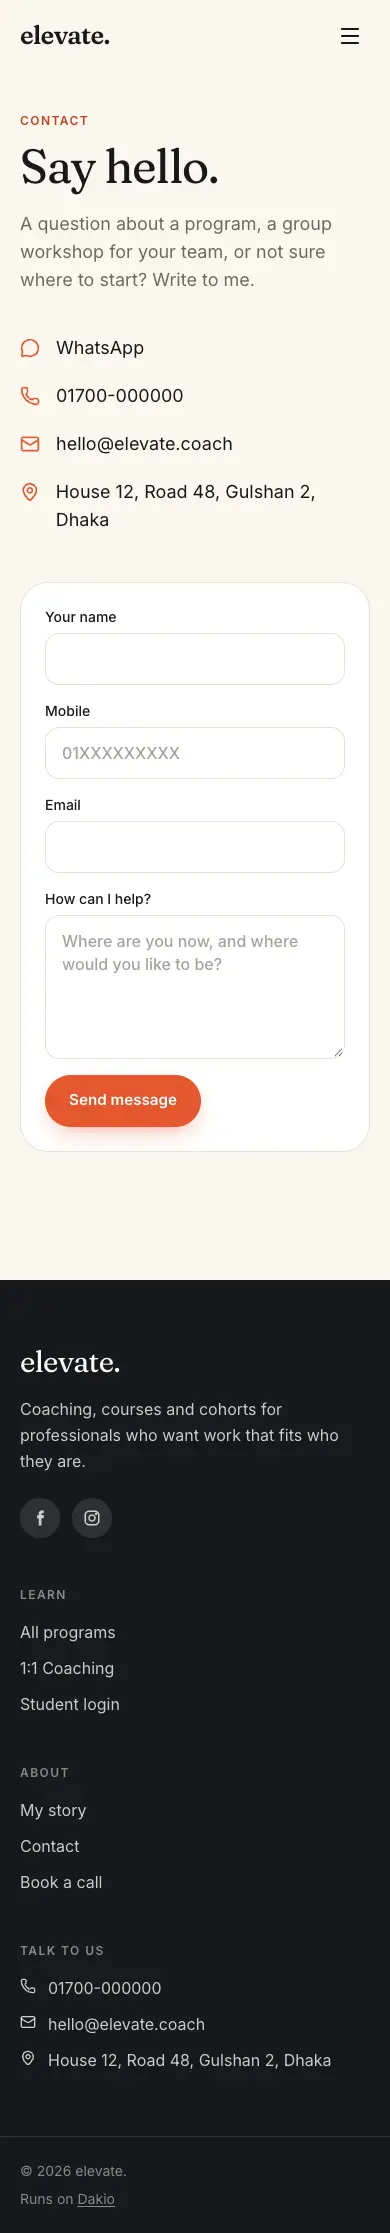 elevate.
CONTACT
Say hello.
A question about a program, a group
workshop for your team, or not sure
where to start? Write to me.
WhatsApp
01700-000000
hello@elevate.coach
House 12, Road 48, Gulshan 2,
Dhaka
Your name
Mobile
01XXXXXXXXX
Email
How can I help?
Where are you now, and where
would you like to be?
Send message
elevate.
Coaching, courses and cohorts for
professionals who want work that fits who
they are.
LEARN
All programs
1:1 Coaching
Student login
ABOUT
My story
Contact
Book a call
TALK TO US
01700-000000
hello@elevate.coach
House 12, Road 48, Gulshan 2, Dhaka
© 2026 elevate.
Runs on Dakio